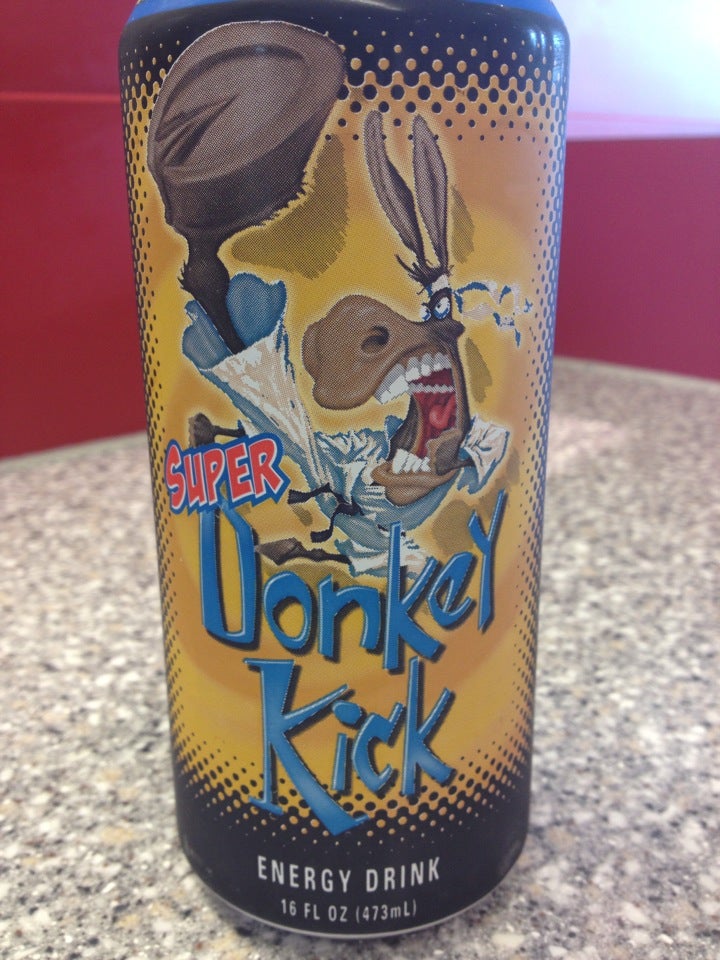 SUPER
Donkey
Kick
ENERGY DRINK
16 FL OZ (473mL)